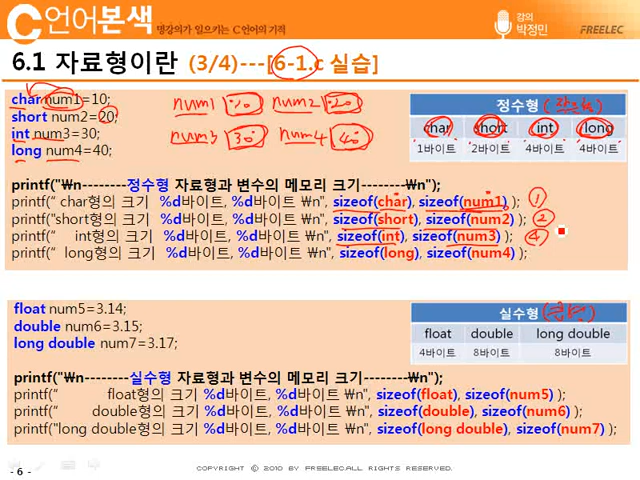 C언어본색 명강의가 일으키는 C언어의 기적
강의
박정민
FREELEC
6.1 자료형이란 (3/4)---[6-1.c 실습]
char num1=10;
short num2=20;
int num3=30;
long num4=40;
num1 10 num2 20
num3 30 num4 40
정수형
char short int long
1바이트 2바이트 4바이트 4바이트
printf("₩n--------정수형 자료형과 변수의 메모리 크기-------₩n");
printf(" char형의 크기 %d바이트, %d바이트 ₩n", sizeof(char), sizeof(num1) ); 1
printf("short형의 크기 %d바이트, %d바이트 ₩n", sizeof(short), sizeof(num2) ); 2
printf(" int형의 크기 %d바이트, %d바이트 ₩n", sizeof(int), sizeof(num3) ); 4
printf(" long형의 크기 %d바이트, %d바이트 ₩n", sizeof(long), sizeof(num4) );
float num5=3.14;
double num6=3.15;
long double num7=3.17;
실수형
float double long double
4바이트 8바이트 8바이트
printf("₩n--------실수형 자료형과 변수의 메모리 크기-------₩n");
printf(" float형의 크기 %d바이트, %d바이트 ₩n", sizeof(float), sizeof(num5) );
printf(" double형의 크기 %d바이트, %d바이트 ₩n", sizeof(double), sizeof(num6) );
printf("long double형의 크기 %d바이트, %d바이트 ₩n", sizeof(long double), sizeof(num7) );
- 6 -
COPYRIGHT ⓒ 2010 BY FREELEC.ALL RIGHTS RESERVED.